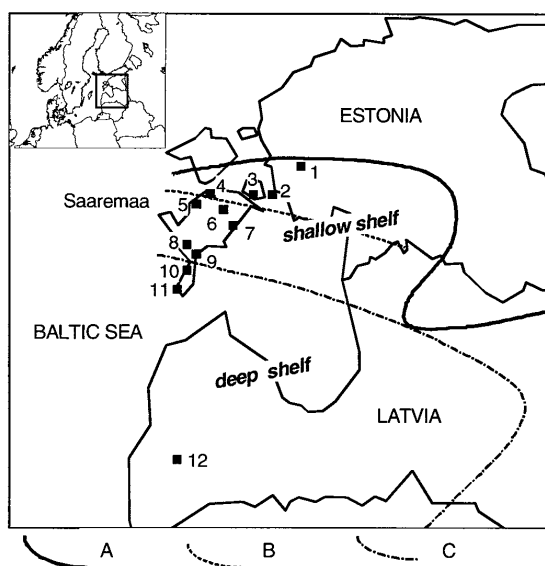 ESTONIA
1
3
2
4
Saaremaa
5
6
shallow shelf
7
8
9
10
11
BALTIC SEA
deep shelf
LATVIA
12
A
B
C